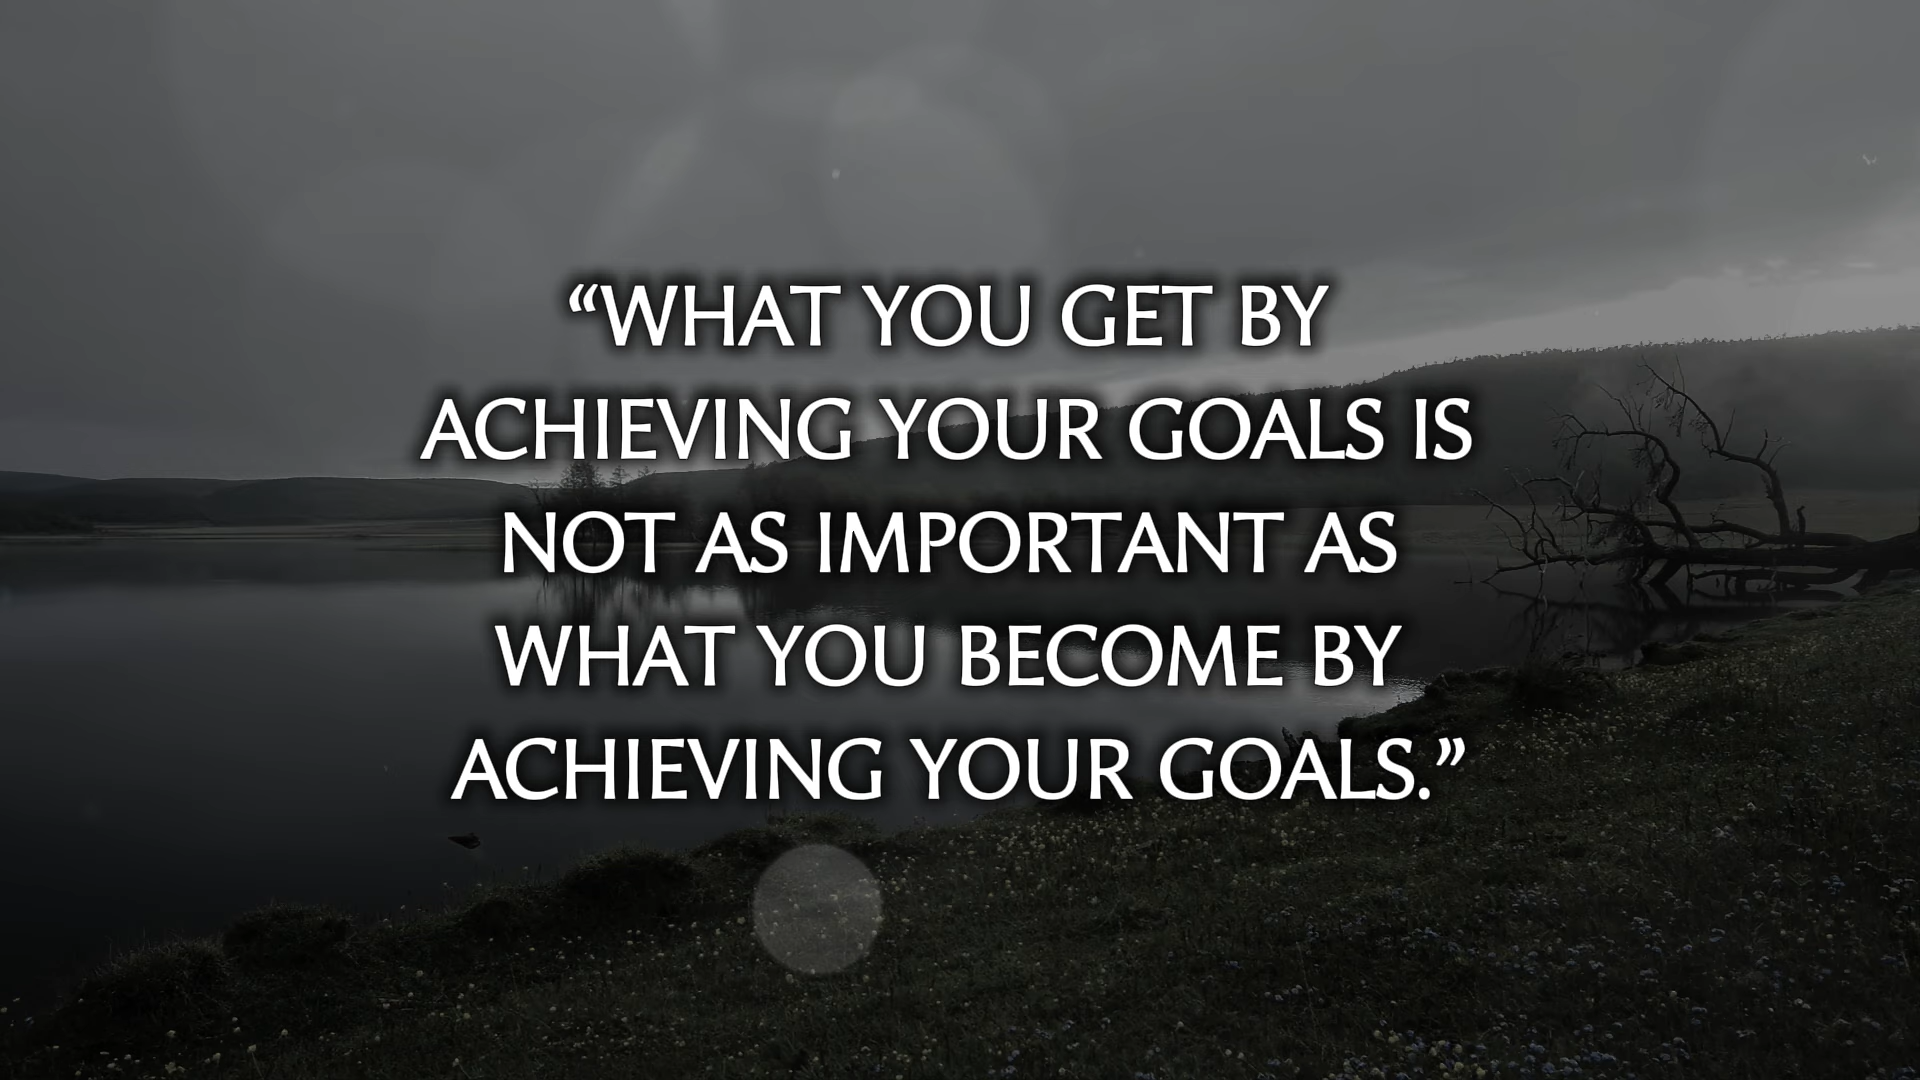 “WHAT YOU GET BY
ACHIEVING YOUR GOALS IS
NOT AS IMPORTANT AS
WHAT YOU BECOME BY
ACHIEVING YOUR GOALS.”